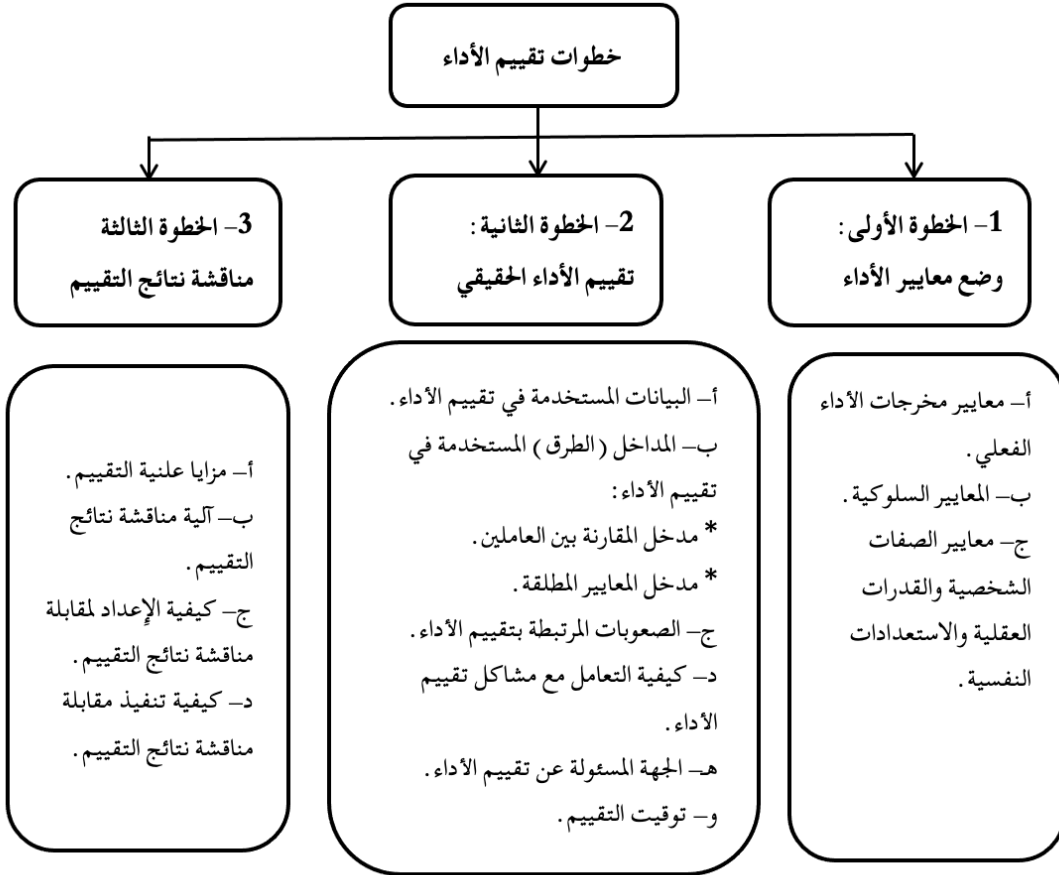 خطوات تقييم الأداء
1– الخطوة الأولى:
وضع معايير الأداء
2– الخطوة الثانية:
تقييم الأداء الحقيقي
3– الخطوة الثالثة
مناقشة نتائج التقييم
أ– معايير مخرجات الأداء
الفعلي.
ب– المعايير السلوكية.
ج– معايير الصفات
الشخصية والقدرات
العقلية والاستعدادات
النفسية.
أ– البيانات المستخدمة في تقييم الأداء.
ب– المداخل (الطرق) المستخدمة في
تقييم الأداء:
* مدخل المقارنة بين العاملين.
* مدخل المعايير المطلقة.
ج– الصعوبات المرتبطة بتقييم الأداء.
د– كيفية التعامل مع مشاكل تقييم
الأداء.
هـ– الجهة المسئولة عن تقييم الأداء.
و– توقيت التقييم.
أ– مزايا علنية التقييم.
ب– آلية مناقشة نتائج
التقييم.
ج– كيفية الإعداد لمقابلة
مناقشة نتائج التقييم.
د– كيفية تنفيذ مقابلة
مناقشة نتائج التقييم.